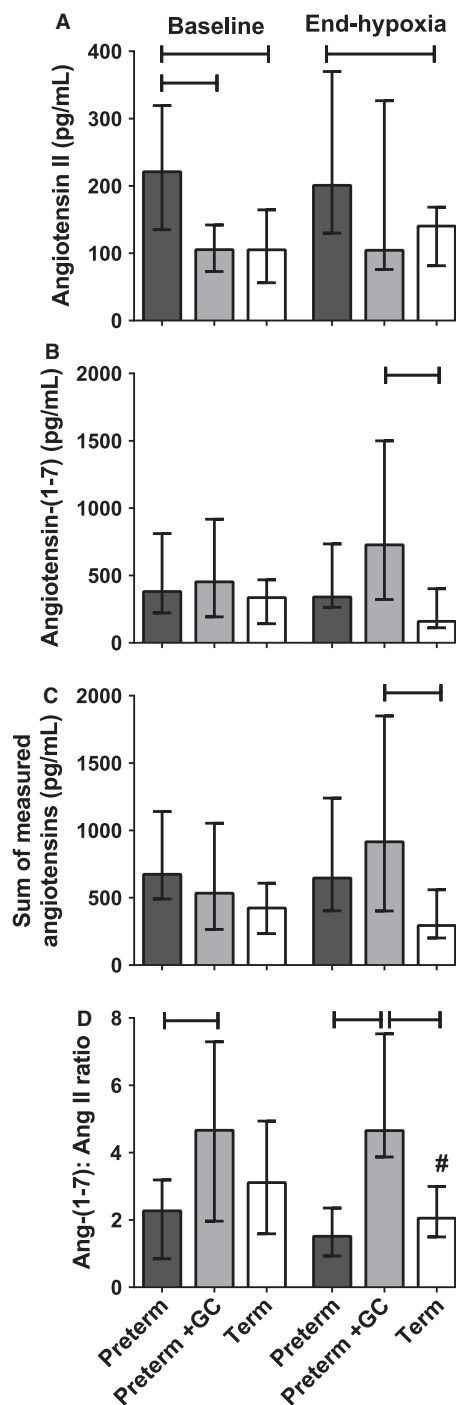 A
Baseline
End-hypoxia
Angiotensin II (pg/mL)
400
300
200
100
0
B
Angiotensin-(1-7) (pg/mL)
2000
1500
1000
500
0
C
Sum of measured
angiotensins (pg/mL)
2000
1500
1000
500
0
D
Ang-(1-7): Ang II ratio
8
6
4
2
0
#
Preterm
Preterm +GC
Term
Preterm
Preterm +GC
Term